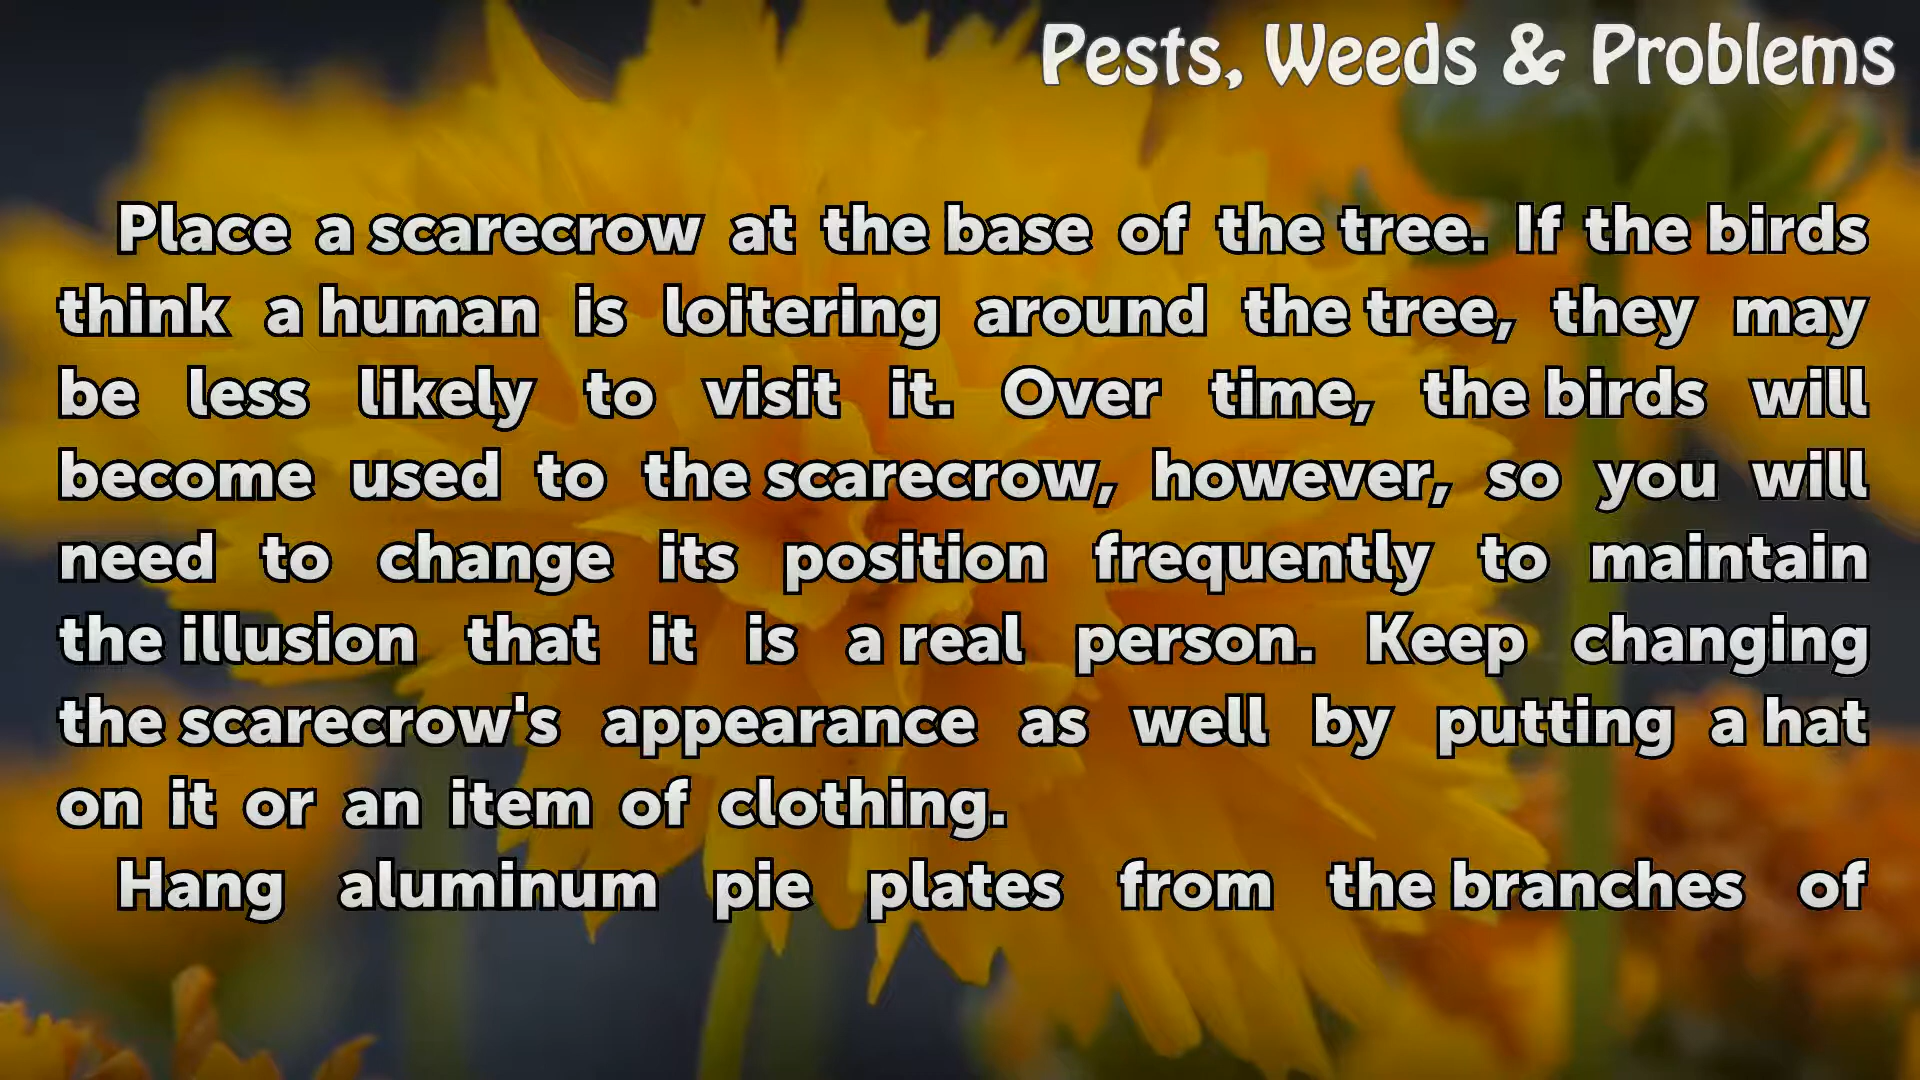 Pests, Weeds & Problems
Place a scarecrow at the base of the tree. If the birds
think a human is loitering around the tree, they may
be less likely to visit it. Over time, the birds will
become used to the scarecrow, however, so you will
need to change its position frequently to maintain
the illusion that it is a real person. Keep changing
the scarecrow's appearance as well by putting a hat
on it or an item of clothing.
Hang aluminum pie plates from the branches of